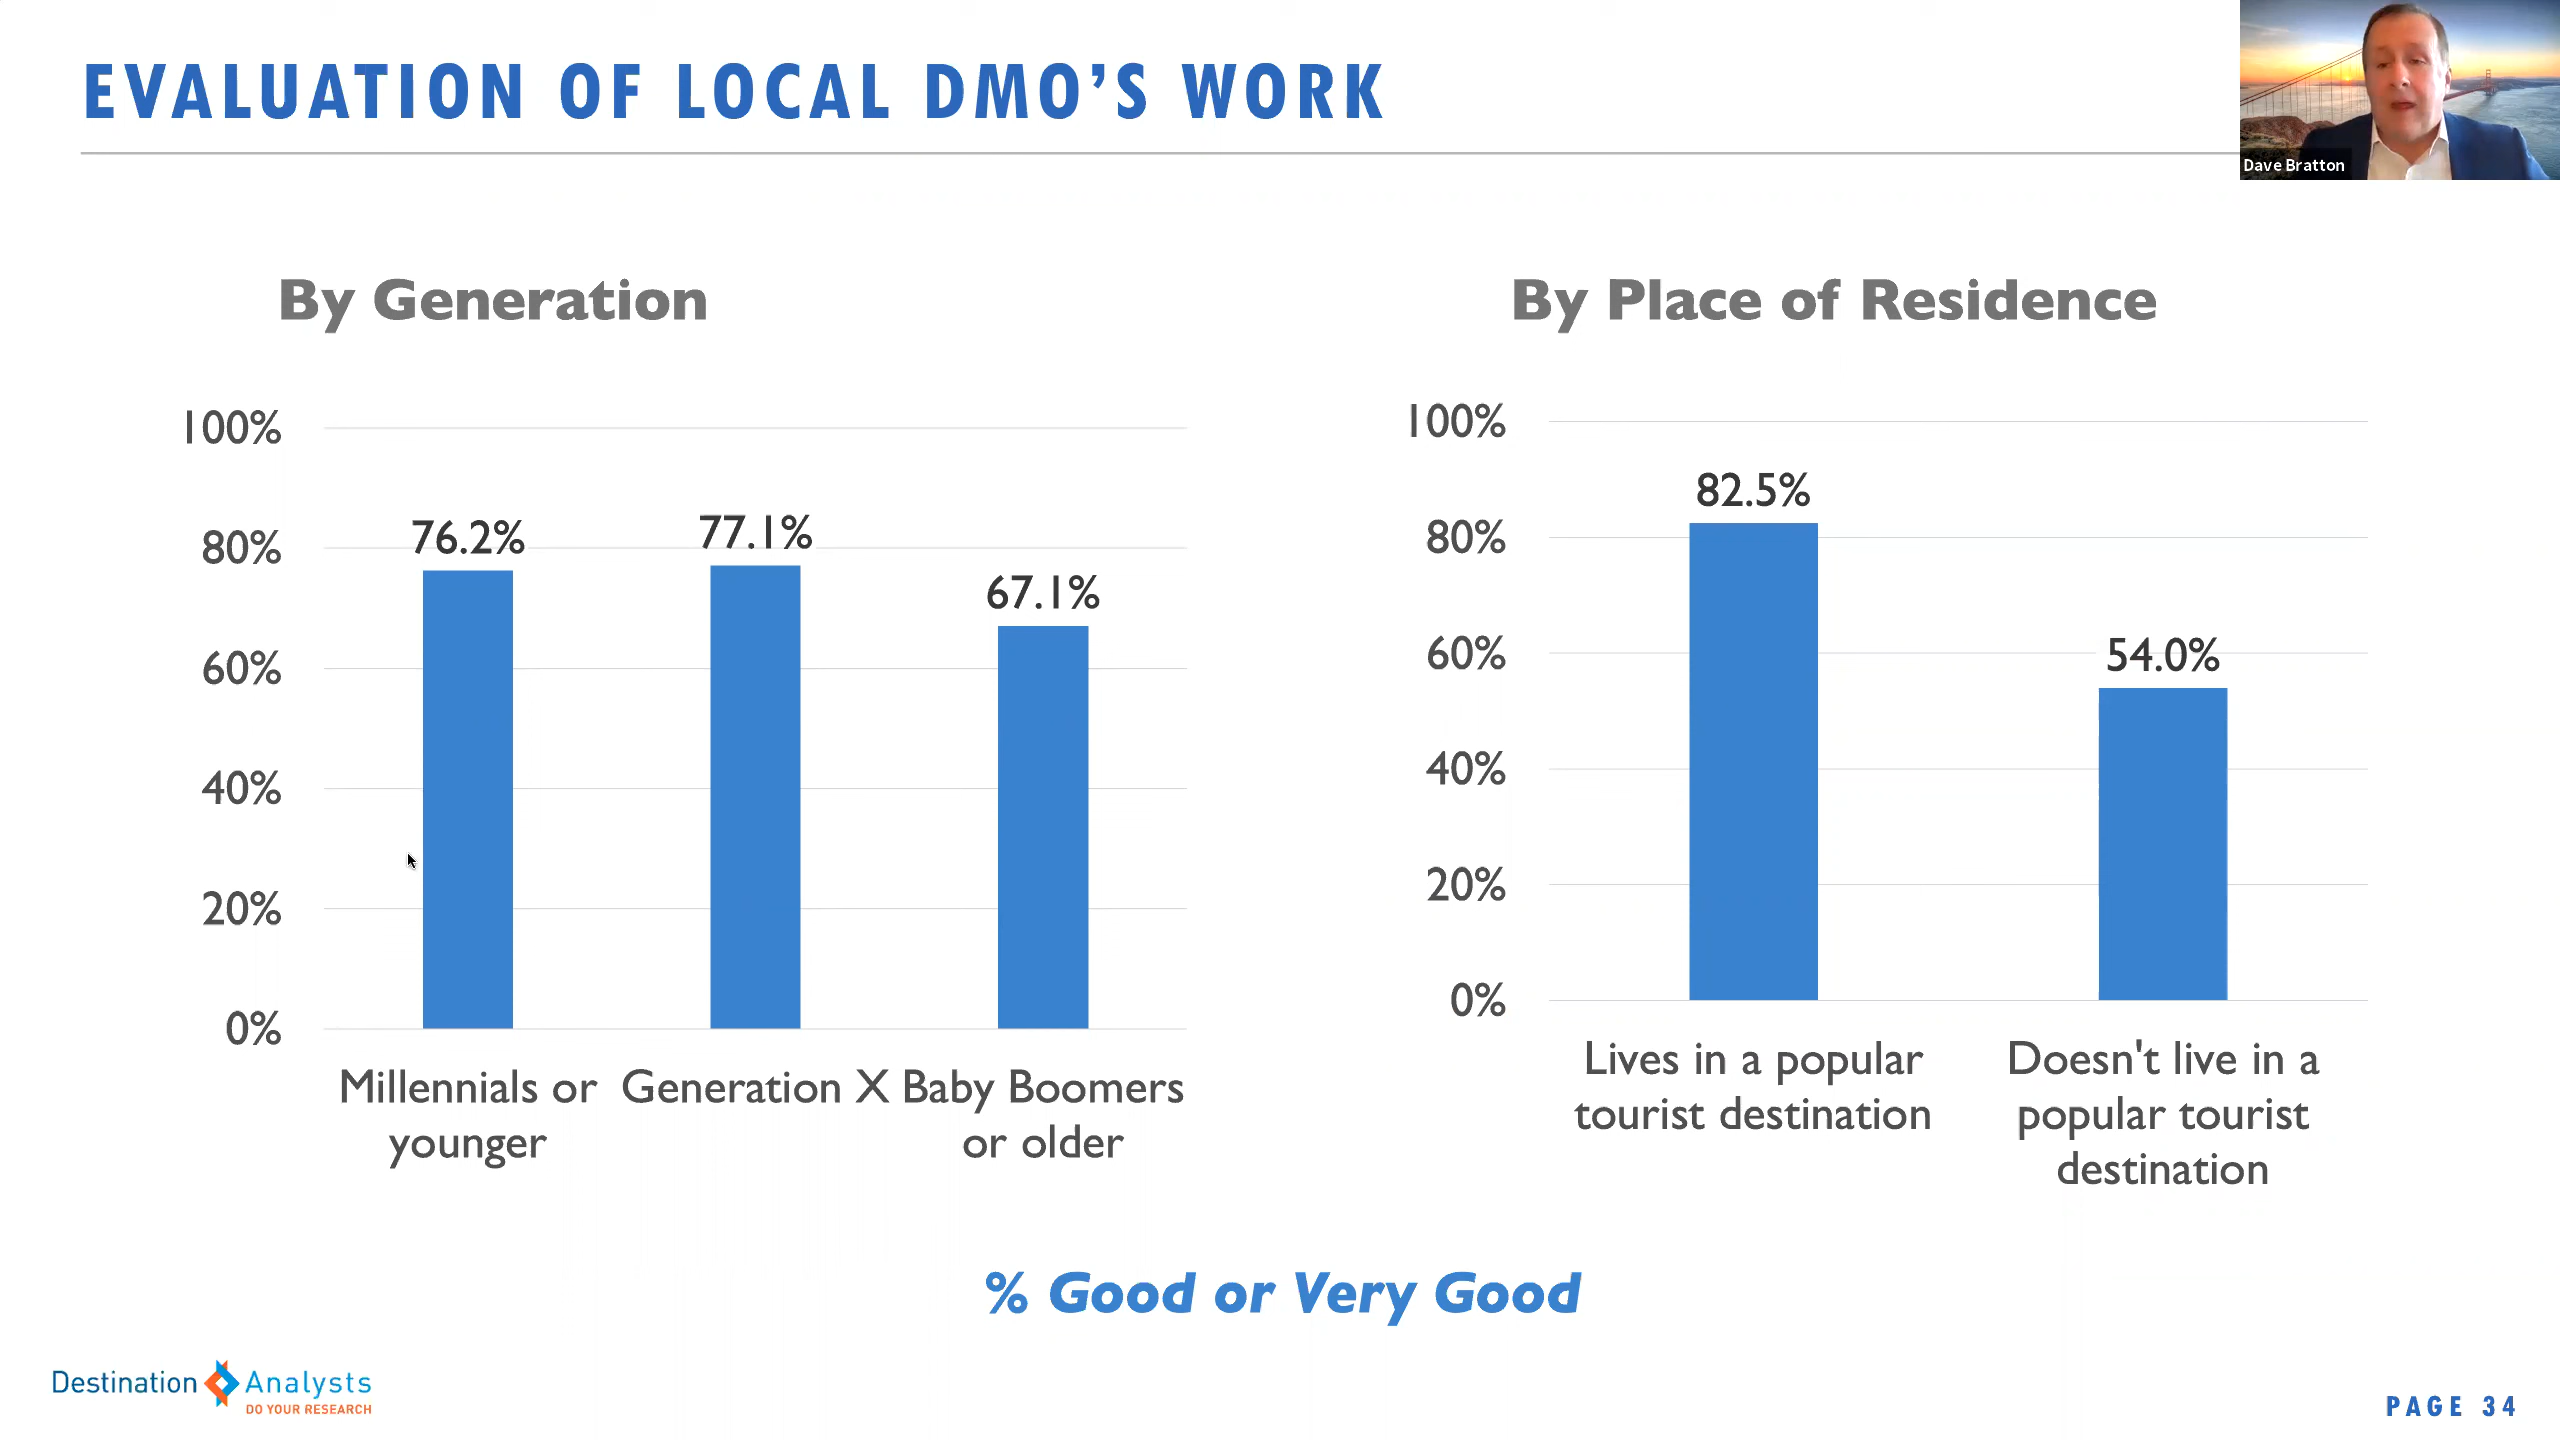 EVALUATION OF LOCAL DMO'S WORK
Dave Bratton
By Generation
100%
80%
60%
40%
20%
0%
76.2%
77.1%
67.1%
Millennials or
younger
Generation X
Baby Boomers
or older
By Place of Residence
100%
80%
60%
40%
20%
0%
82.5%
54.0%
Lives in a popular
tourist destination
Doesn't live in a
popular tourist
destination
% Good or Very Good
Destination Analysts
DO YOUR RESEARCH
PAGE 34